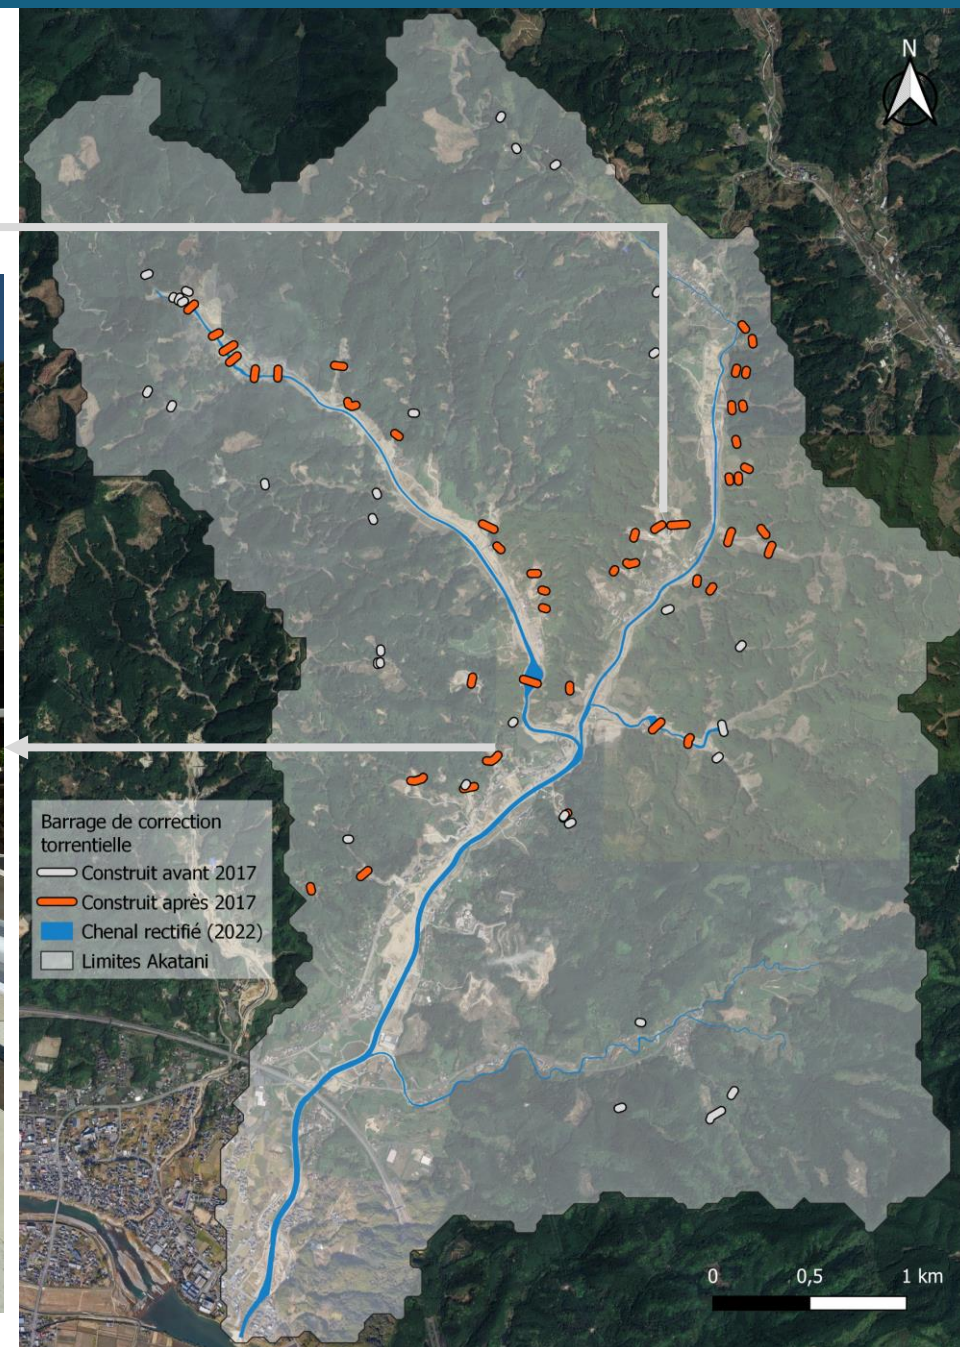 N
Barrage de correction
torrentielle
Construit avant 2017
Construit après 2017
Chenal rectifié (2022)
Limites Akatani
0 0,5 1 km